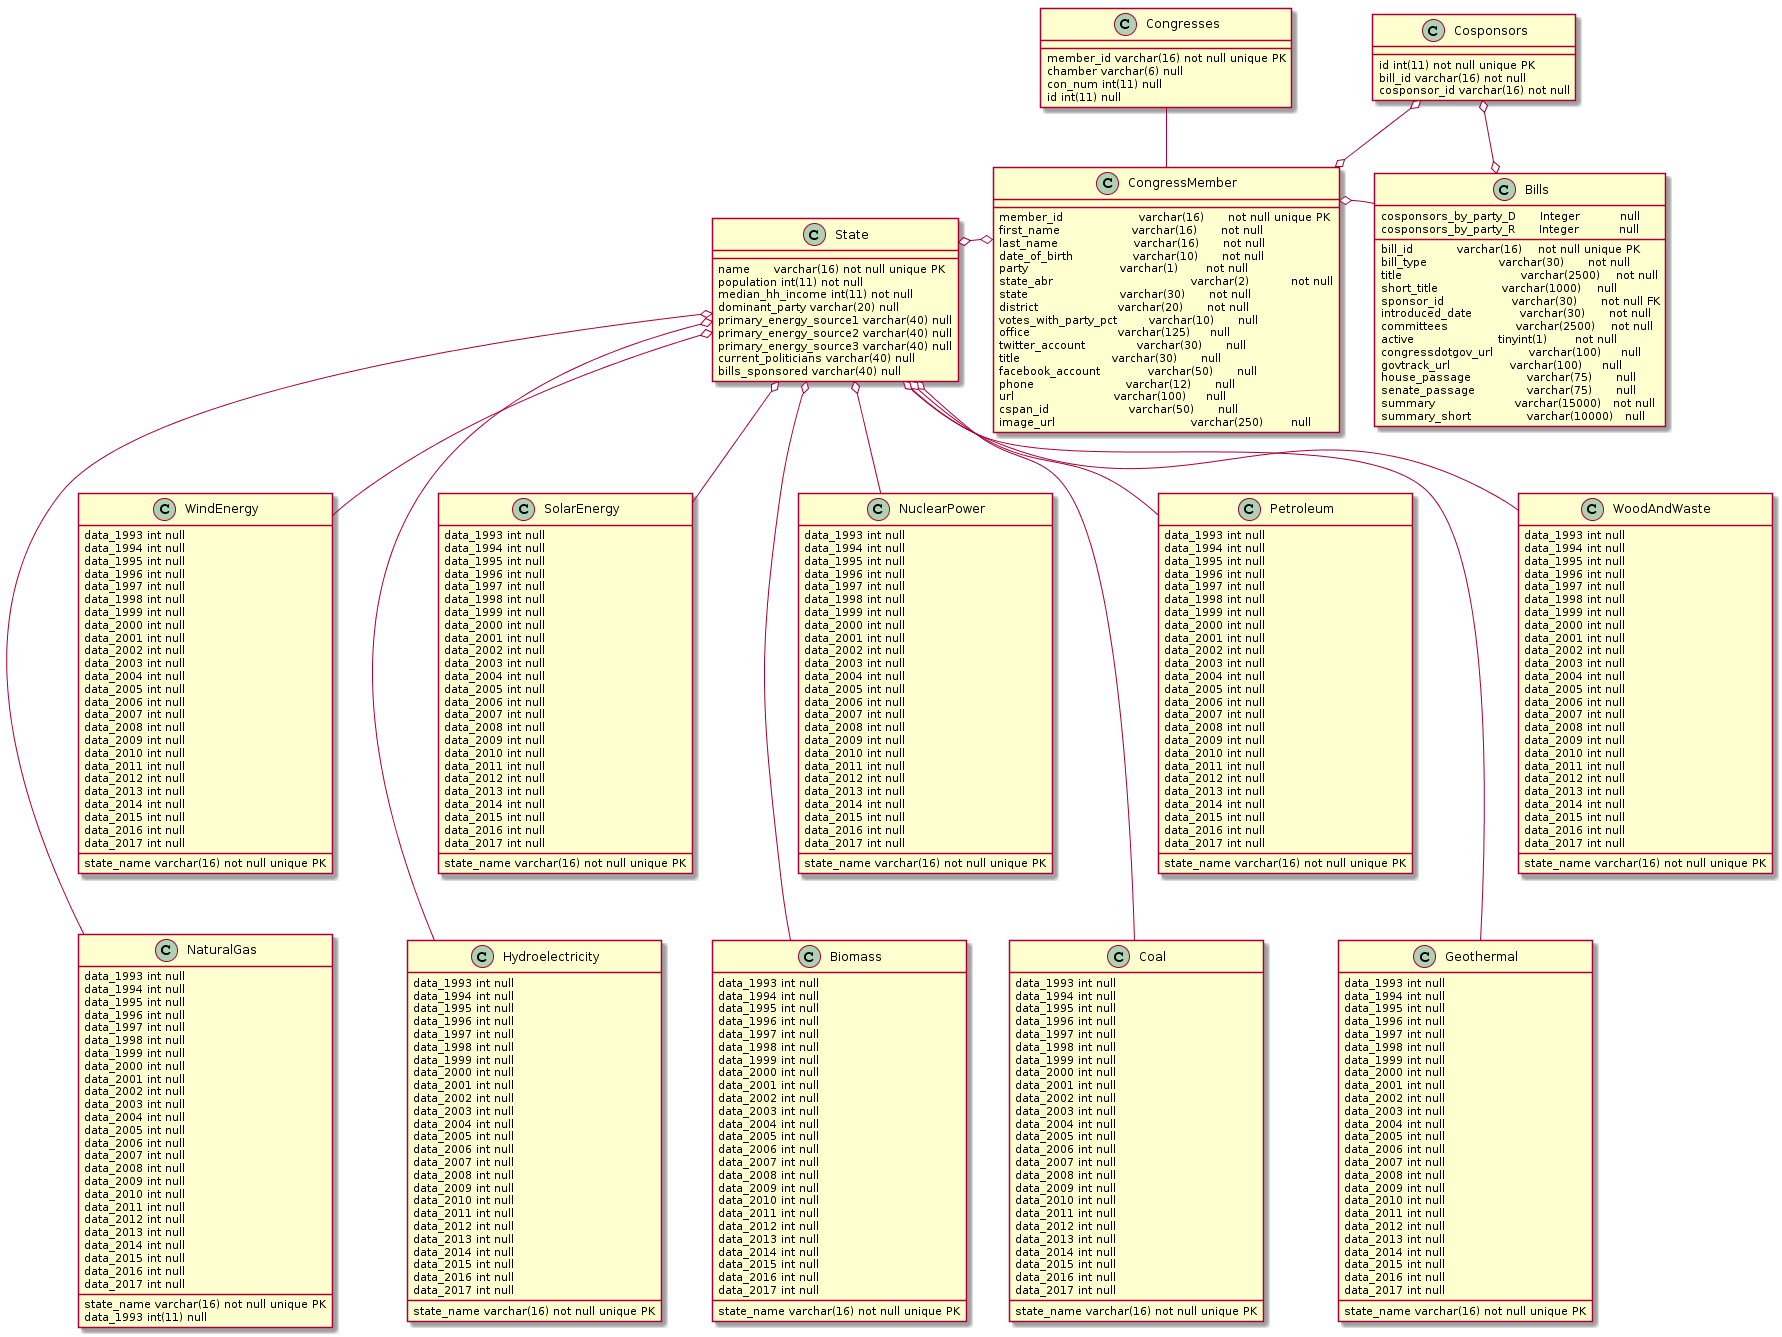 C Congresses
member_id varchar(16) not null unique PK
chamber varchar(6) null
con_num int(11) null
id int(11) null
C Cosponsors
id int(11) not null unique PK
bill_id varchar(16) not null
cosponsor_id varchar(16) not null
C CongressMember
member_id varchar(16) not null unique PK
first_name varchar(16) not null
last_name varchar(16) not null
date_of_birth varchar(10) not null
party varchar(1) not null
state_abr varchar(2) not null
state varchar(30) not null
district varchar(20) not null
votes_with_party_pct varchar(10) null
office varchar(125) null
twitter_account varchar(30) null
title varchar(30) null
facebook_account varchar(50) null
phone varchar(12) null
url varchar(100) null
cspan_id varchar(50) null
image_url varchar(250) null
C Bills
cosponsors_by_party_D Integer null
cosponsors_by_party_R Integer null
bill_id varchar(16) not null unique PK
bill_type varchar(30) not null
title varchar(2500) not null
short_title varchar(1000) null
sponsor_id varchar(30) not null FK
introduced_date varchar(30) not null
committees varchar(2500) not null
active tinyint(1) not null
congressdotgov_url varchar(100) null
govtrack_url varchar(100) null
house_passage varchar(75) null
senate_passage varchar(75) null
summary varchar(15000) not null
summary_short varchar(10000) null
C State
name varchar(16) not null unique PK
population int(11) not null
median_hh_income int(11) not null
dominant_party varchar(20) null
primary_energy_source1 varchar(40) null
primary_energy_source2 varchar(40) null
primary_energy_source3 varchar(40) null
current_politicians varchar(40) null
bills_sponsored varchar(40) null
C WindEnergy
data_1993 int null
data_1994 int null
data_1995 int null
data_1996 int null
data_1997 int null
data_1998 int null
data_1999 int null
data_2000 int null
data_2001 int null
data_2002 int null
data_2003 int null
data_2004 int null
data_2005 int null
data_2006 int null
data_2007 int null
data_2008 int null
data_2009 int null
data_2010 int null
data_2011 int null
data_2012 int null
data_2013 int null
data_2014 int null
data_2015 int null
data_2016 int null
data_2017 int null
state_name varchar(16) not null unique PK
C SolarEnergy
data_1993 int null
data_1994 int null
data_1995 int null
data_1996 int null
data_1997 int null
data_1998 int null
data_1999 int null
data_2000 int null
data_2001 int null
data_2002 int null
data_2003 int null
data_2004 int null
data_2005 int null
data_2006 int null
data_2007 int null
data_2008 int null
data_2009 int null
data_2010 int null
data_2011 int null
data_2012 int null
data_2013 int null
data_2014 int null
data_2015 int null
data_2016 int null
data_2017 int null
state_name varchar(16) not null unique PK
C NuclearPower
data_1993 int null
data_1994 int null
data_1995 int null
data_1996 int null
data_1997 int null
data_1998 int null
data_1999 int null
data_2000 int null
data_2001 int null
data_2002 int null
data_2003 int null
data_2004 int null
data_2005 int null
data_2006 int null
data_2007 int null
data_2008 int null
data_2009 int null
data_2010 int null
data_2011 int null
data_2012 int null
data_2013 int null
data_2014 int null
data_2015 int null
data_2016 int null
data_2017 int null
state_name varchar(16) not null unique PK
C Petroleum
data_1993 int null
data_1994 int null
data_1995 int null
data_1996 int null
data_1997 int null
data_1998 int null
data_1999 int null
data_2000 int null
data_2001 int null
data_2002 int null
data_2003 int null
data_2004 int null
data_2005 int null
data_2006 int null
data_2007 int null
data_2008 int null
data_2009 int null
data_2010 int null
data_2011 int null
data_2012 int null
data_2013 int null
data_2014 int null
data_2015 int null
data_2016 int null
data_2017 int null
state_name varchar(16) not null unique PK
C WoodAndWaste
data_1993 int null
data_1994 int null
data_1995 int null
data_1996 int null
data_1997 int null
data_1998 int null
data_1999 int null
data_2000 int null
data_2001 int null
data_2002 int null
data_2003 int null
data_2004 int null
data_2005 int null
data_2006 int null
data_2007 int null
data_2008 int null
data_2009 int null
data_2010 int null
data_2011 int null
data_2012 int null
data_2013 int null
data_2014 int null
data_2015 int null
data_2016 int null
data_2017 int null
state_name varchar(16) not null unique PK
C NaturalGas
data_1993 int null
data_1994 int null
data_1995 int null
data_1996 int null
data_1997 int null
data_1998 int null
data_1999 int null
data_2000 int null
data_2001 int null
data_2002 int null
data_2003 int null
data_2004 int null
data_2005 int null
data_2006 int null
data_2007 int null
data_2008 int null
data_2009 int null
data_2010 int null
data_2011 int null
data_2012 int null
data_2013 int null
data_2014 int null
data_2015 int null
data_2016 int null
data_2017 int null
state_name varchar(16) not null unique PK
data_1993 int(11) null
C Hydroelectricity
data_1993 int null
data_1994 int null
data_1995 int null
data_1996 int null
data_1997 int null
data_1998 int null
data_1999 int null
data_2000 int null
data_2001 int null
data_2002 int null
data_2003 int null
data_2004 int null
data_2005 int null
data_2006 int null
data_2007 int null
data_2008 int null
data_2009 int null
data_2010 int null
data_2011 int null
data_2012 int null
data_2013 int null
data_2014 int null
data_2015 int null
data_2016 int null
data_2017 int null
state_name varchar(16) not null unique PK
C Biomass
data_1993 int null
data_1994 int null
data_1995 int null
data_1996 int null
data_1997 int null
data_1998 int null
data_1999 int null
data_2000 int null
data_2001 int null
data_2002 int null
data_2003 int null
data_2004 int null
data_2005 int null
data_2006 int null
data_2007 int null
data_2008 int null
data_2009 int null
data_2010 int null
data_2011 int null
data_2012 int null
data_2013 int null
data_2014 int null
data_2015 int null
data_2016 int null
data_2017 int null
state_name varchar(16) not null unique PK
C Coal
data_1993 int null
data_1994 int null
data_1995 int null
data_1996 int null
data_1997 int null
data_1998 int null
data_1999 int null
data_2000 int null
data_2001 int null
data_2002 int null
data_2003 int null
data_2004 int null
data_2005 int null
data_2006 int null
data_2007 int null
data_2008 int null
data_2009 int null
data_2010 int null
data_2011 int null
data_2012 int null
data_2013 int null
data_2014 int null
data_2015 int null
data_2016 int null
data_2017 int null
state_name varchar(16) not null unique PK
C Geothermal
data_1993 int null
data_1994 int null
data_1995 int null
data_1996 int null
data_1997 int null
data_1998 int null
data_1999 int null
data_2000 int null
data_2001 int null
data_2002 int null
data_2003 int null
data_2004 int null
data_2005 int null
data_2006 int null
data_2007 int null
data_2008 int null
data_2009 int null
data_2010 int null
data_2011 int null
data_2012 int null
data_2013 int null
data_2014 int null
data_2015 int null
data_2016 int null
data_2017 int null
state_name varchar(16) not null unique PK